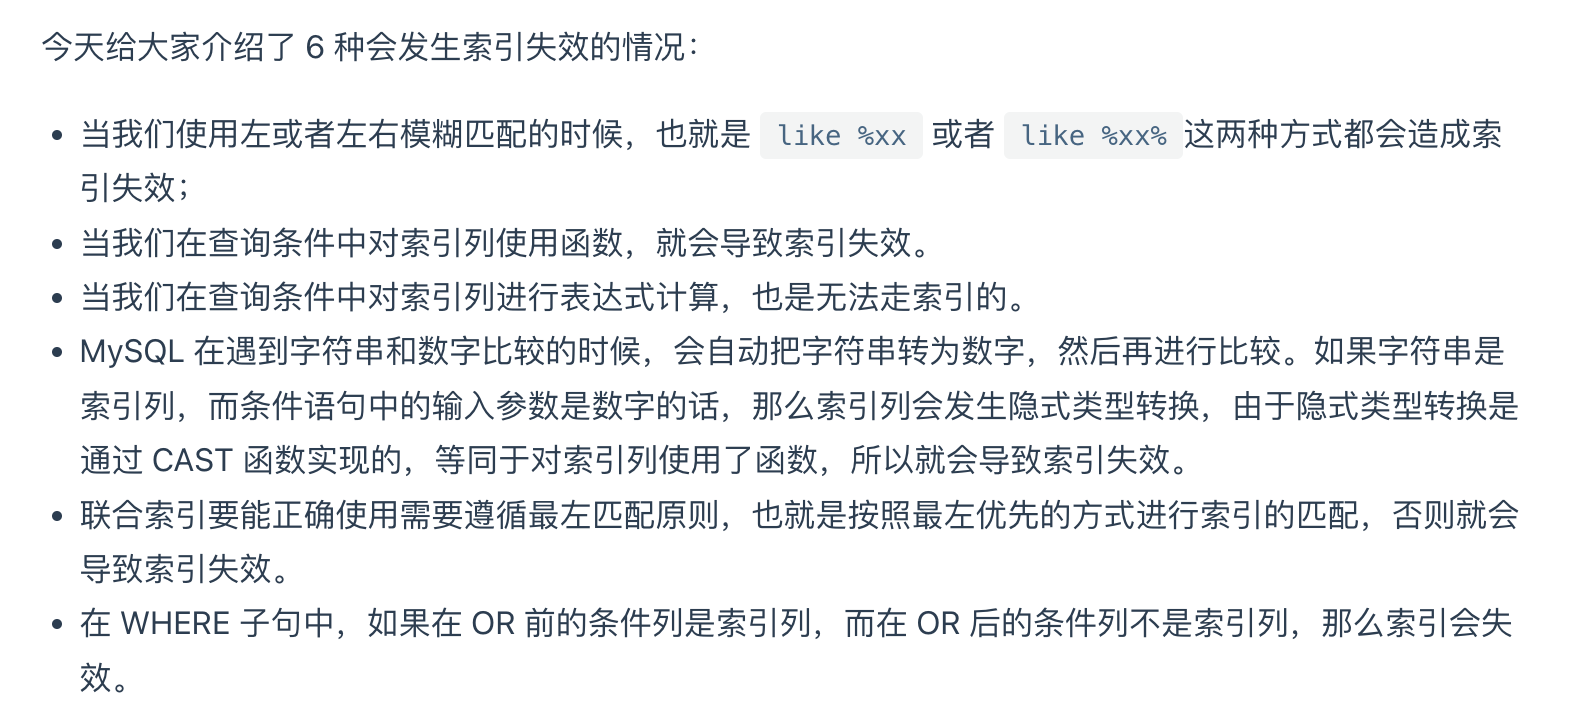 今天给大家介绍了 6 种会发生索引失效的情况：
• 当我们使用左或者左右模糊匹配的时候，也就是 like %xx 或者 like %xx% 这两种方式都会造成索
引失效；
• 当我们在查询条件中对索引列使用函数，就会导致索引失效。
• 当我们在查询条件中对索引列进行表达式计算，也是无法走索引的。
• MySQL 在遇到字符串和数字比较的时候，会自动把字符串转为数字，然后再进行比较。如果字符串是
索引列，而条件语句中的输入参数是数字的话，那么索引列会发生隐式类型转换，由于隐式类型转换是
通过 CAST 函数实现的，等同于对索引列使用了函数，所以就会导致索引失效。
• 联合索引要能正确使用需要遵循最左匹配原则，也就是按照最左优先的方式进行索引的匹配，否则就会
导致索引失效。
• 在 WHERE 子句中，如果在 OR 前的条件列是索引列，而在 OR 后的条件列不是索引列，那么索引会失
效。